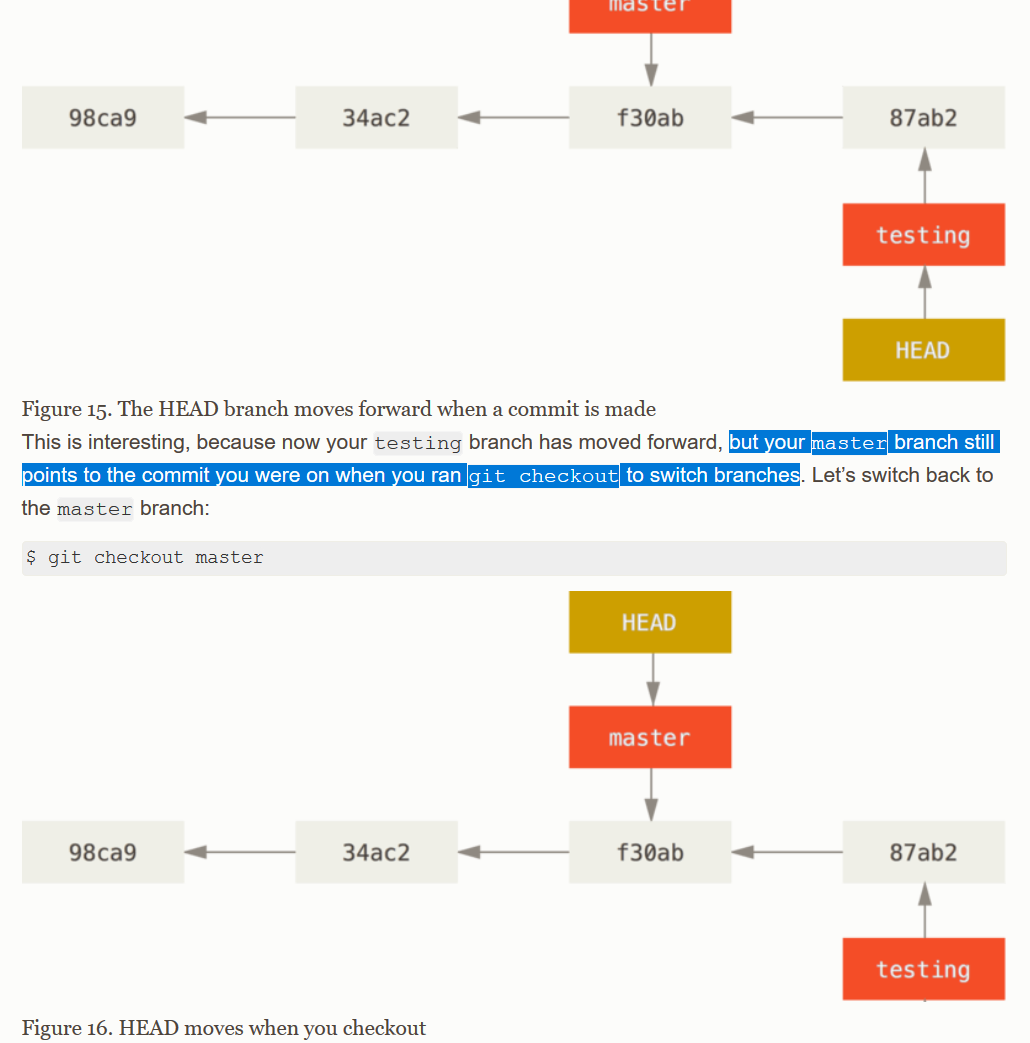 master
98ca9 34ac2 f30ab 87ab2
testing
HEAD
Figure 15. The HEAD branch moves forward when a commit is made
This is interesting, because now your testing branch has moved forward, but your master branch still
points to the commit you were on when you ran git checkout to switch branches. Let’s switch back to
the master branch:
$ git checkout master
HEAD
master
98ca9 34ac2 f30ab 87ab2
testing
Figure 16. HEAD moves when you checkout